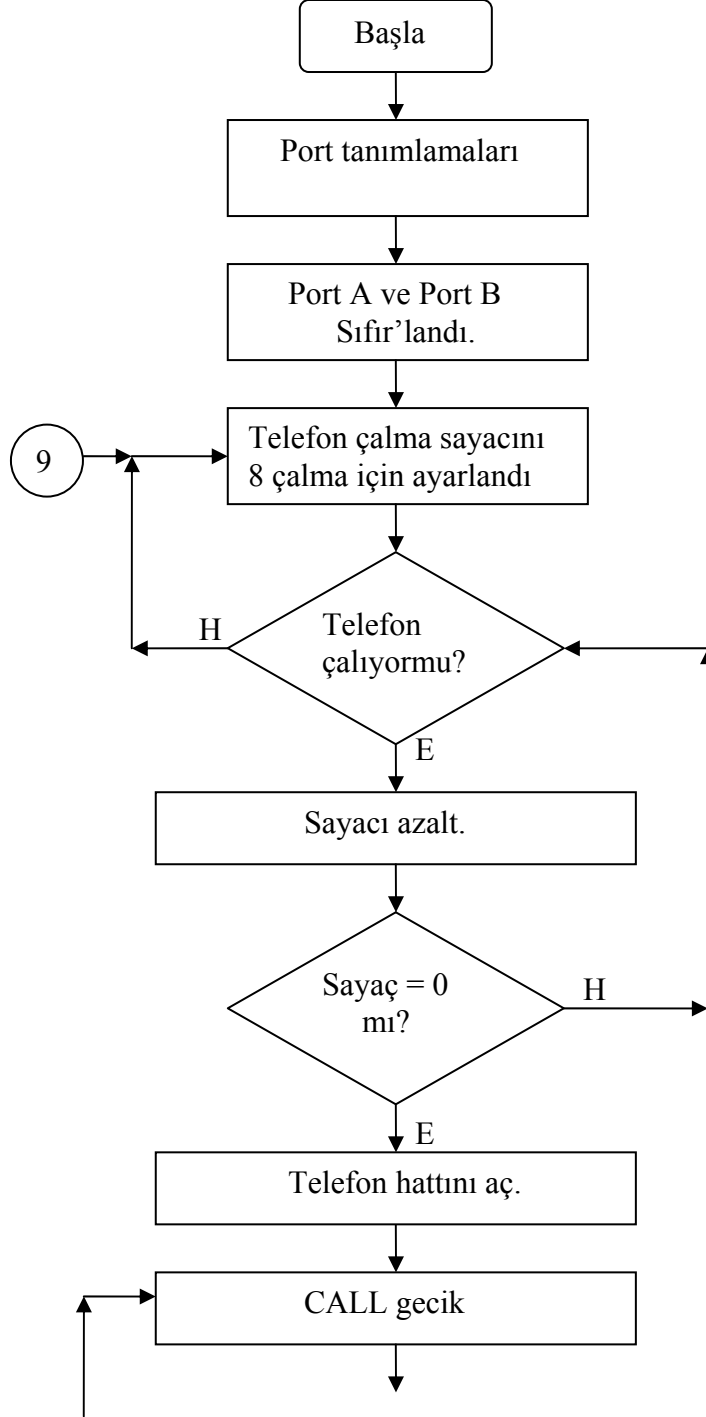 Başla
Port tanımlamaları
Port A ve Port B
Sıfır’landı.
9
Telefon çalma sayacını
8 çalma için ayarlandı
H
Telefon
çalıyormu?
E
Sayacı azalt.
Sayaç = 0
mı?
H
E
Telefon hattını aç.
CALL gecik